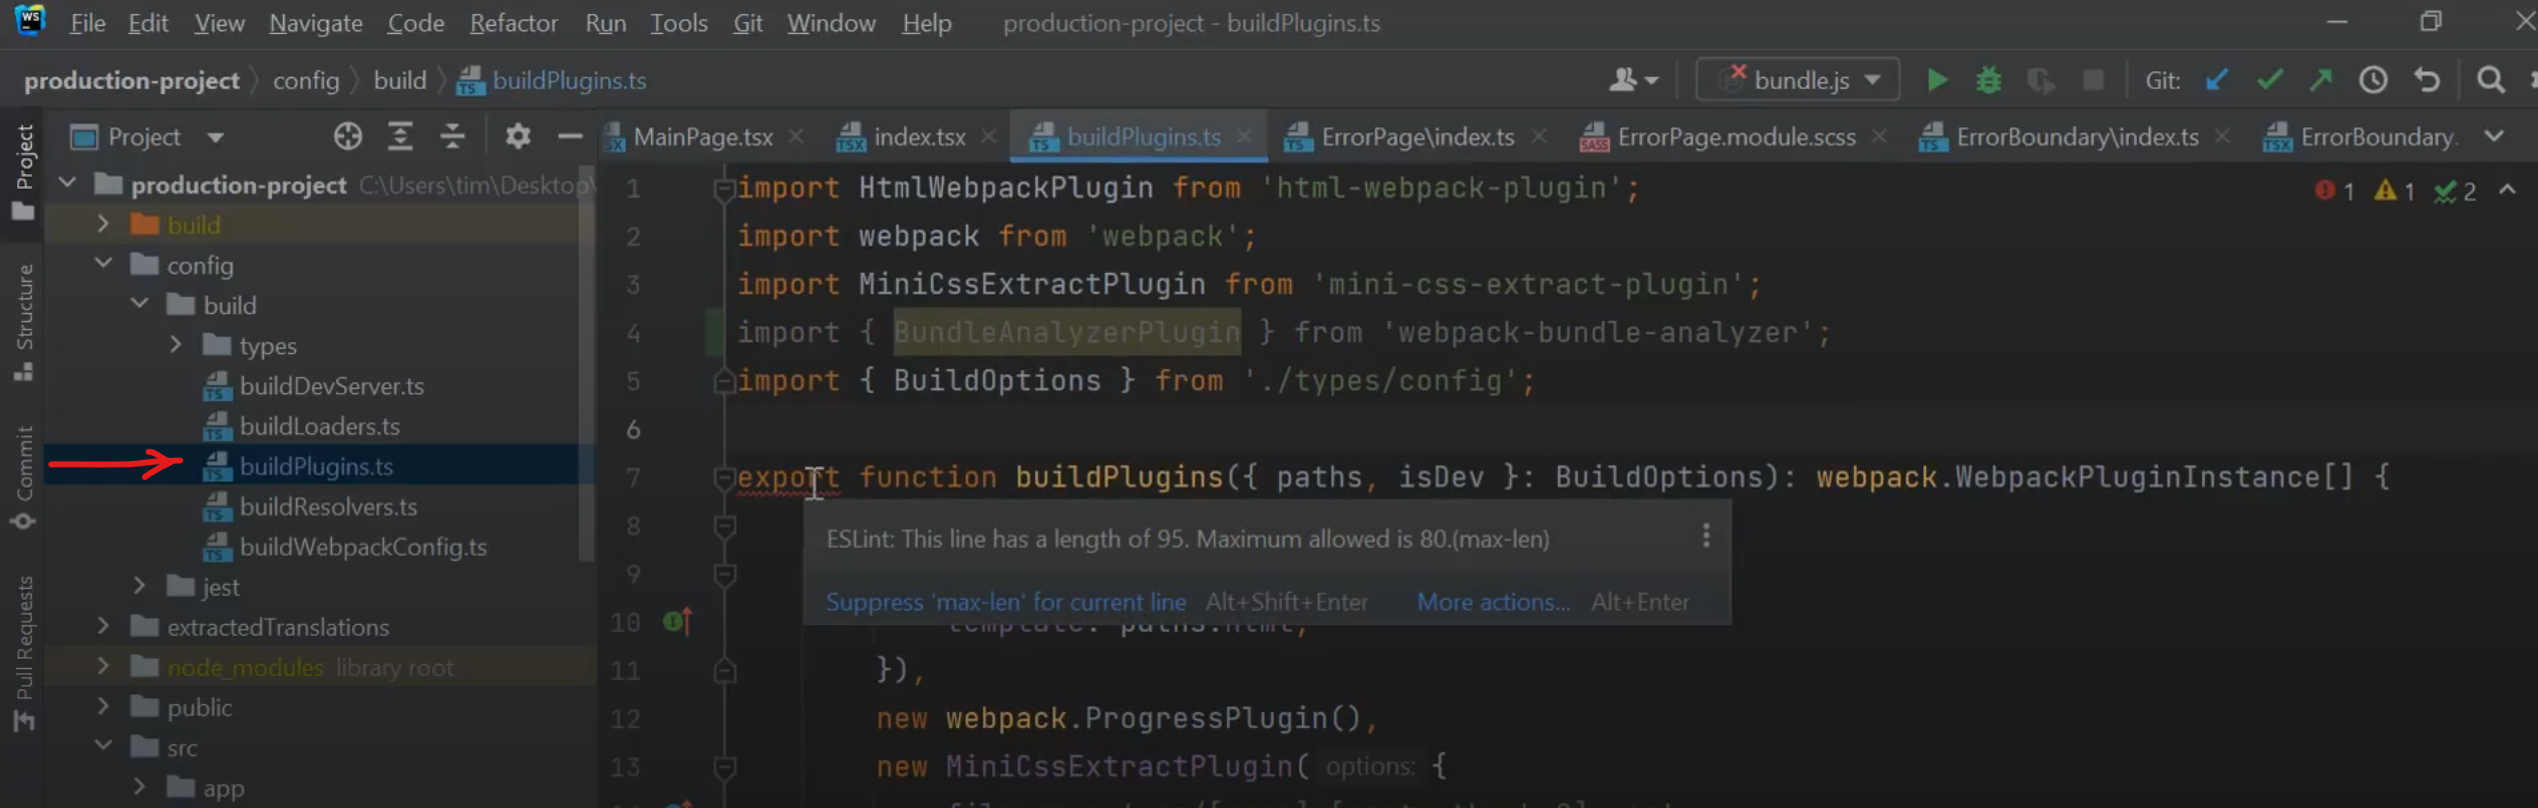 WS File Edit View Navigate Code Refactor Run Tools Git Window Help production-project - buildPlugins.ts
production-project config build buildPlugins.ts bundle.js Git:
Project MainPage.tsx index.tsx buildPlugins.ts ErrorPage\index.ts ErrorPage.module.scss ErrorBoundary\index.ts ErrorBoundary.
Project
Structure
Commit
Pull Requests
production-project C:\Users\tim\Desktop\
build
config
build
types
buildDevServer.ts
buildLoaders.ts
buildPlugins.ts
buildResolvers.ts
buildWebpackConfig.ts
jest
extractedTranslations
node_modules library root
public
src
app
1 import HtmlWebpackPlugin from 'html-webpack-plugin';
2 import webpack from 'webpack';
3 import MiniCssExtractPlugin from 'mini-css-extract-plugin';
4 import { BundleAnalyzerPlugin } from 'webpack-bundle-analyzer';
5 import { BuildOptions } from './types/config';
6
7 export function buildPlugins({ paths, isDev }: BuildOptions): webpack.WebpackPluginInstance[] {
8
9
10 template: paths.html,
11 }),
12 new webpack.ProgressPlugin(),
13 new MiniCssExtractPlugin( options: {
1 1 2
ESLint: This line has a length of 95. Maximum allowed is 80.(max-len)
Suppress 'max-len' for current line Alt+Shift+Enter More actions... Alt+Enter